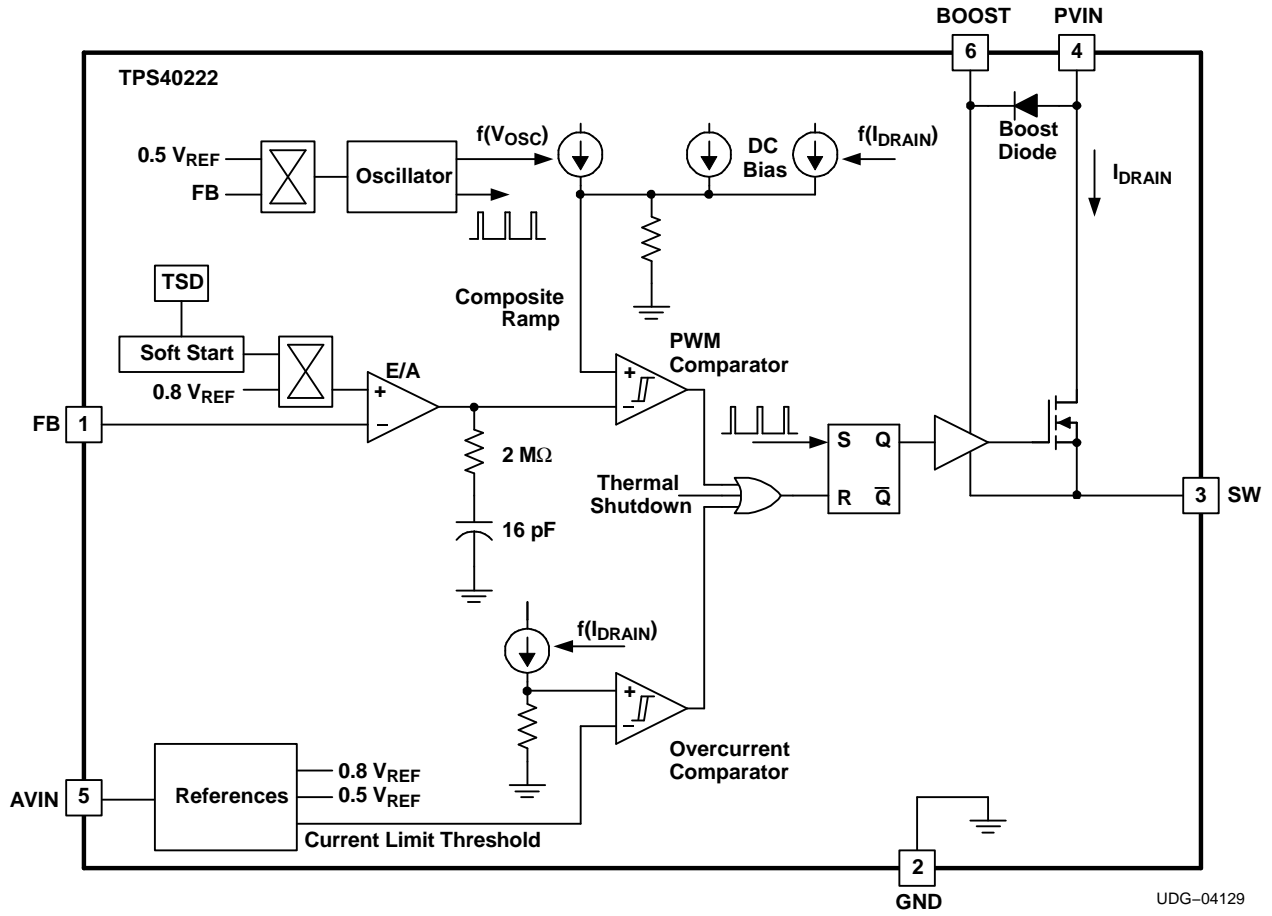 BOOST PVIN
6 4
TPS40222
Boost
Diode
f(VOSC)
DC
Bias
f(IDRAIN)
0.5 VREF
FB
Oscillator
IDRAIN
TSD
Soft Start
0.8 VREF
Composite
Ramp
E/A
+
−
PWM
Comparator
+
−
FB 1
2 MΩ
16 pF
Thermal
Shutdown
S Q
R Q̅
3 SW
f(IDRAIN)
+
−
Overcurrent
Comparator
AVIN 5
References
0.8 VREF
0.5 VREF
Current Limit Threshold
2
GND
UDG−04129